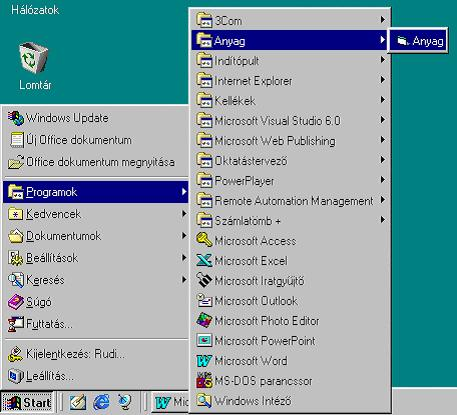 Hálózatok
Lomtár
Windows Update
Új Office dokumentum
Office dokumentum megnyitása
Programok
Kedvencek
Dokumentumok
Beállítások
Keresés
Súgó
Futtatás...
Kijelentkezés: Rudi...
Leállítás...
Start
Mic
3Com
Anyag
Indítópult
Internet Explorer
Kellékek
Microsoft Visual Studio 6.0
Microsoft Web Publishing
Oktatástervező
PowerPlayer
Remote Automation Management
Számlatömb +
Microsoft Access
Microsoft Excel
Microsoft Iratgyűjtő
Microsoft Outlook
Microsoft Photo Editor
Microsoft PowerPoint
Microsoft Word
MS-DOS parancssor
Windows Intéző
Anyag